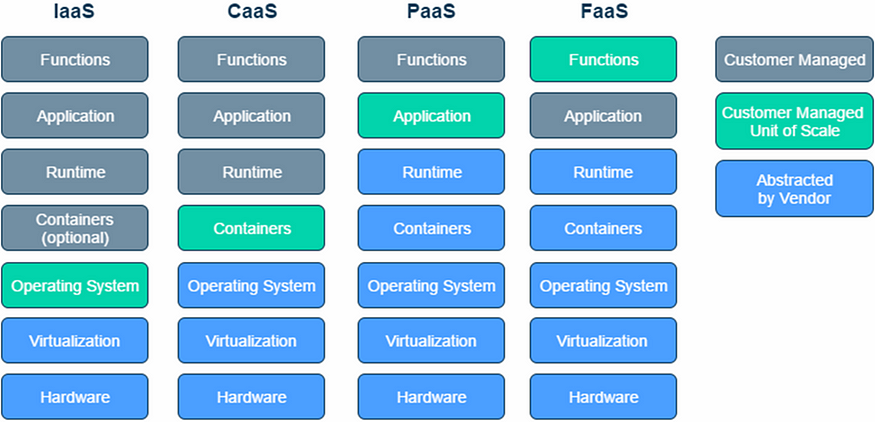 IaaS CaaS PaaS FaaS
Functions Functions Functions Functions Customer Managed
Application Application Application Application Customer Managed
Unit of Scale
Runtime Runtime Runtime Runtime Abstracted
by Vendor
Containers
(optional) Containers Containers Containers
Operating System Operating System Operating System Operating System
Virtualization Virtualization Virtualization Virtualization
Hardware Hardware Hardware Hardware